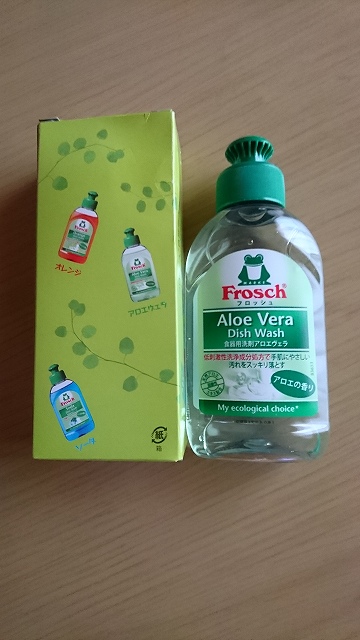 オレンジ
アロエヴェラ
ソーダ
紙
箱
Frosch
フロッシュ
Aloe Vera
Dish Wash
食器用洗剤アロエヴェラ
低刺激性洗浄成分処方で手肌にやさしい
汚れをスッキリ落とす
アロエの香り
My ecological choice*